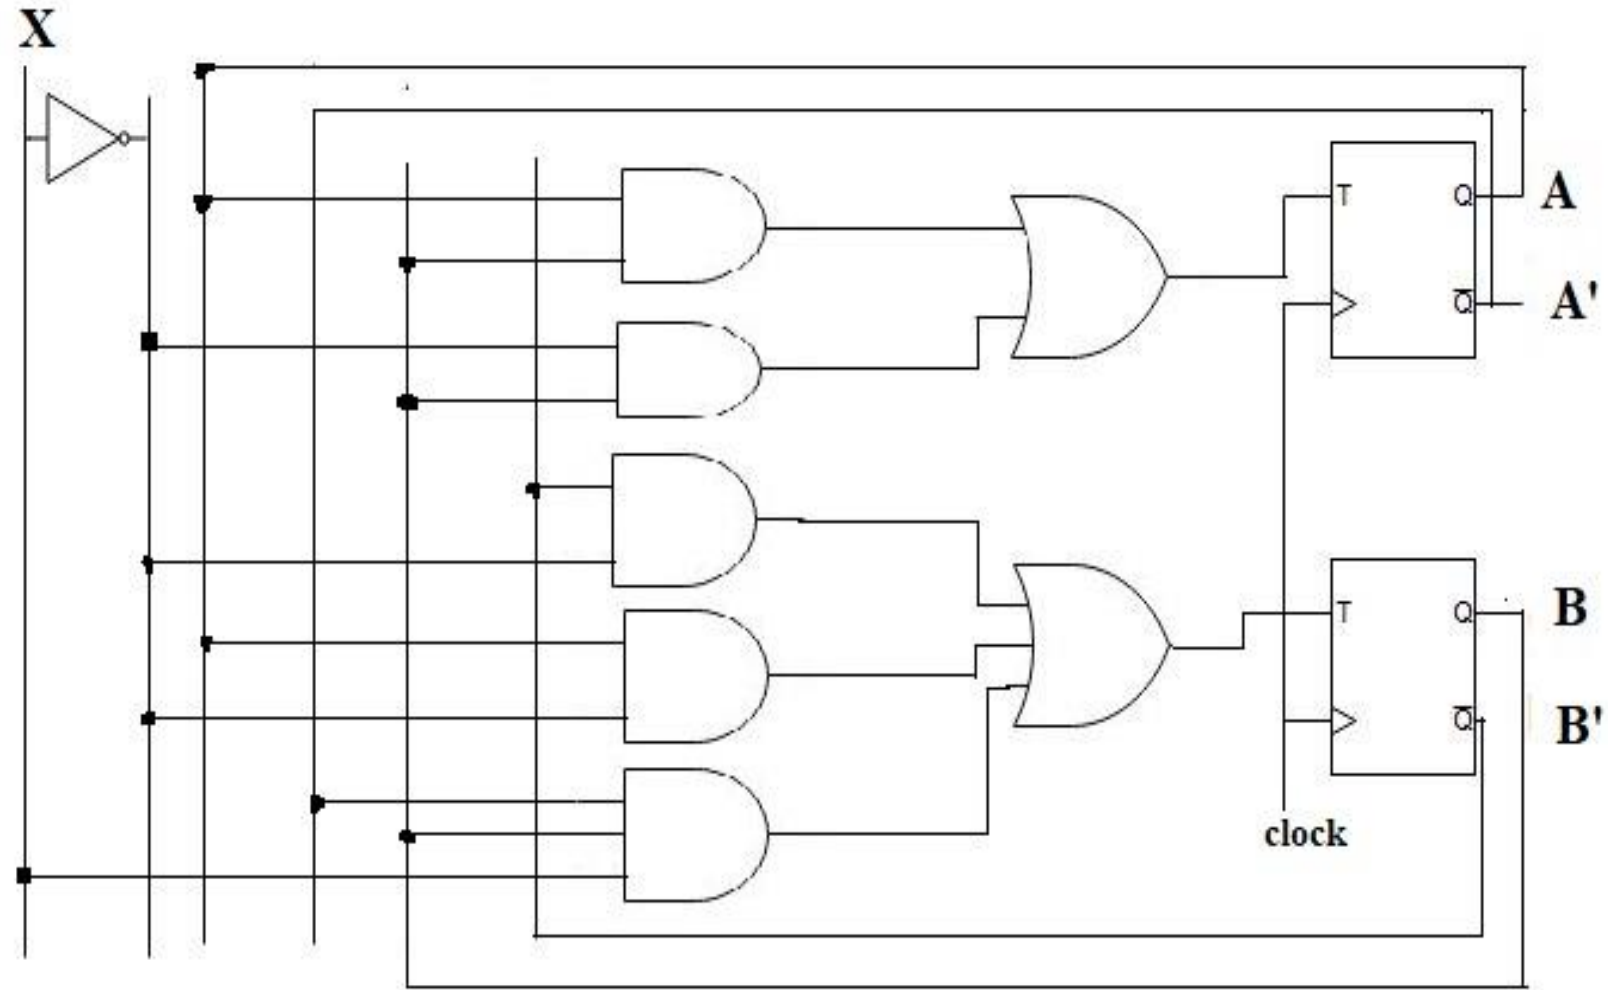 X
T Q A
Q̅ A'
T Q B
Q̅ B'
clock